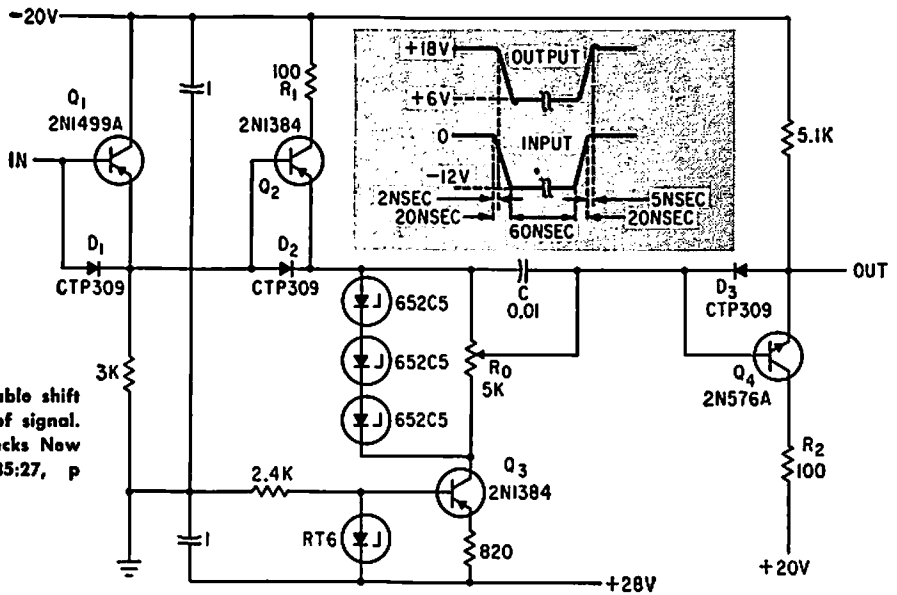 -20V
100
R1
Q1
2N1499A
2N1384
IN
Q2
D1
CTP309
D2
CTP309
+18V
OUTPUT
+6V
0
INPUT
-12V
2NSEC
5NSEC
20NSEC
60NSEC
20NSEC
5.1K
C
0.01
D3
CTP309
OUT
652C5
652C5
652C5
R0
5K
Q4
2N576A
3K
able shift
of signal.
cks New
35:27, p
2.4K
Q3
2N1384
R2
100
1
1
RT6
820
+28V
+20V